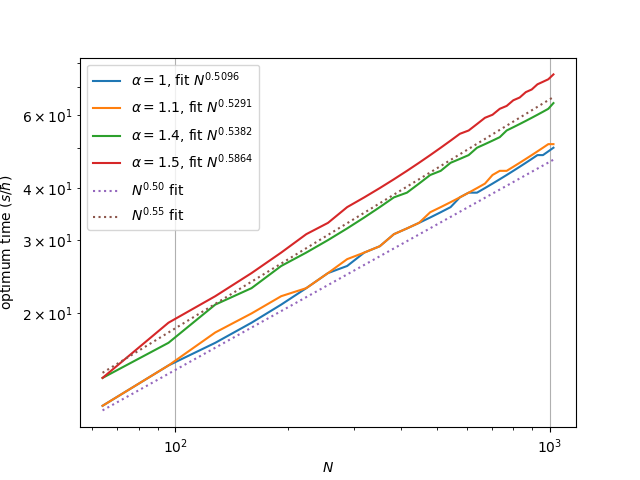 α = 1, fit N^0.5096
α = 1.1, fit N^0.5291
α = 1.4, fit N^0.5382
α = 1.5, fit N^0.5864
N^0.50 fit
N^0.55 fit
6 × 10^1
4 × 10^1
3 × 10^1
2 × 10^1
optimum time (s/ℏ)
10^2
10^3
N